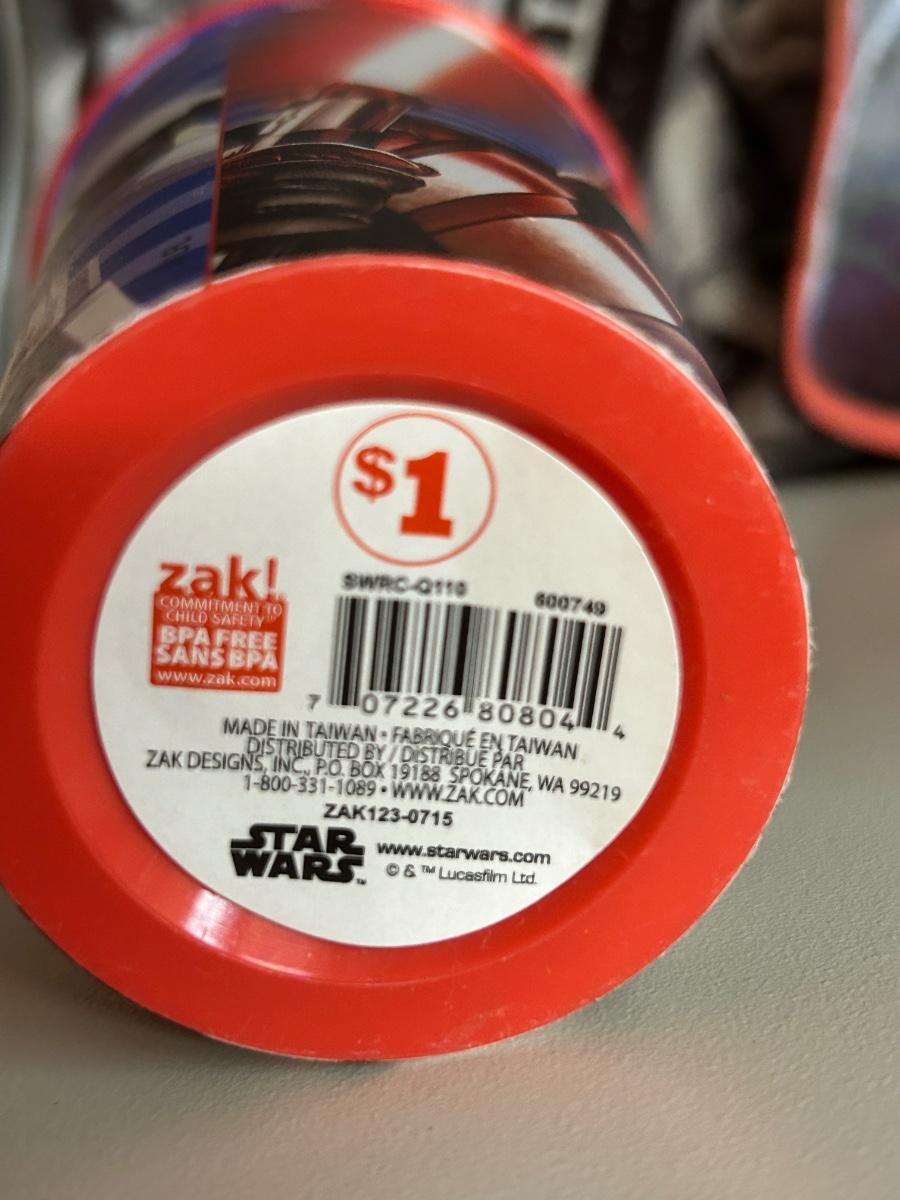 $1
zak!
COMMITMENT TO
CHILD SAFETY
BPA FREE
SANS BPA
www.zak.com
SWRC-Q110 600749
7 07226 80804 4
MADE IN TAIWAN • FABRIQUÉ EN TAIWAN
DISTRIBUTED BY / DISTRIBUÉ PAR
ZAK DESIGNS, INC., P.O. BOX 19188 SPOKANE, WA 99219
1-800-331-1089 • WWW.ZAK.COM
ZAK123-0715
STAR
WARS™
www.starwars.com
© & ™ Lucasfilm Ltd.